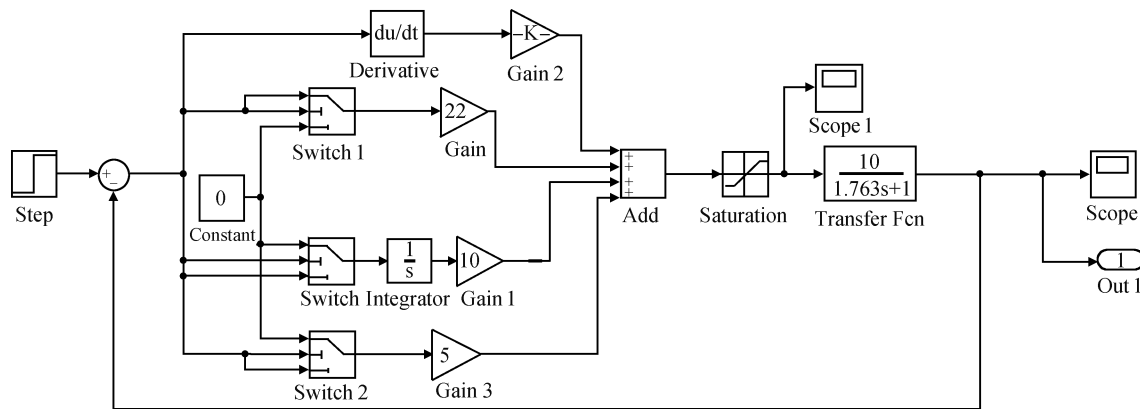 du/dt
Derivative
–K–
Gain 2
Switch 1
22
Gain
Scope 1
Step
+
−
0
Constant
+
+
+
+
Add
Saturation
10
1.763s+1
Transfer Fcn
Scope
1
Out 1
Switch
1
s
Integrator
10
Gain 1
Switch 2
5
Gain 3